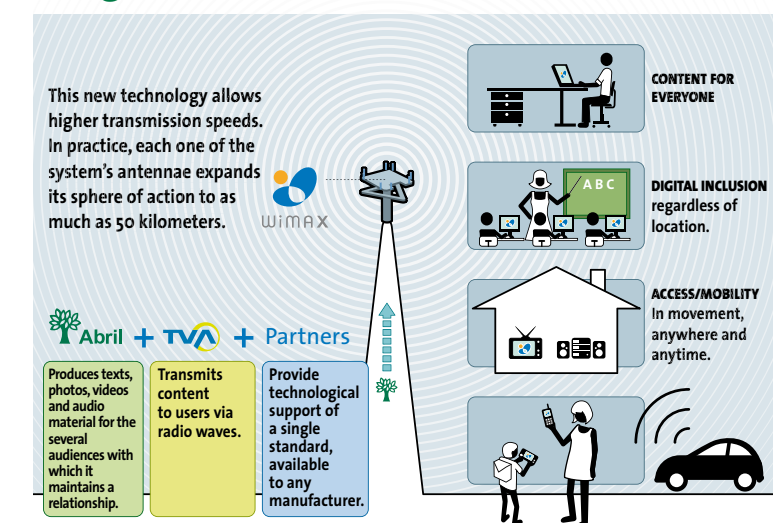 This new technology allows
higher transmission speeds.
In practice, each one of the
system's antennae expands
its sphere of action to as
much as 50 kilometers.
WiMAX
Abril + TVA + Partners
Produces texts,
photos, videos
and audio
material for the
several
audiences with
which it
maintains a
relationship.
Transmits
content
to users via
radio waves.
Provide
technological
support of
a single
standard,
available
to any
manufacturer.
CONTENT FOR
EVERYONE
ABC
DIGITAL INCLUSION
regardless of
location.
ACCESS/MOBILITY
In movement,
anywhere and
anytime.